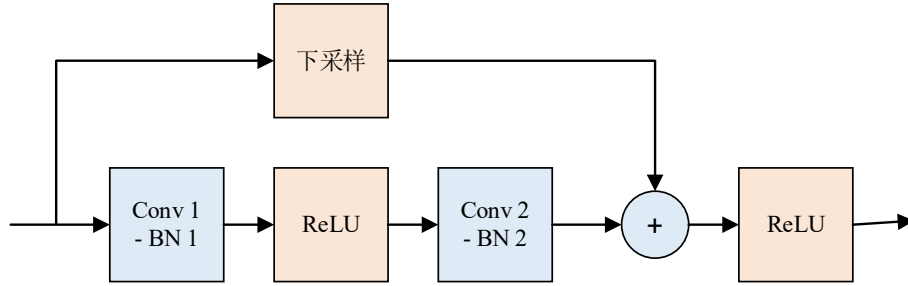 下采样
Conv 1
- BN 1
ReLU
Conv 2
- BN 2
+
ReLU